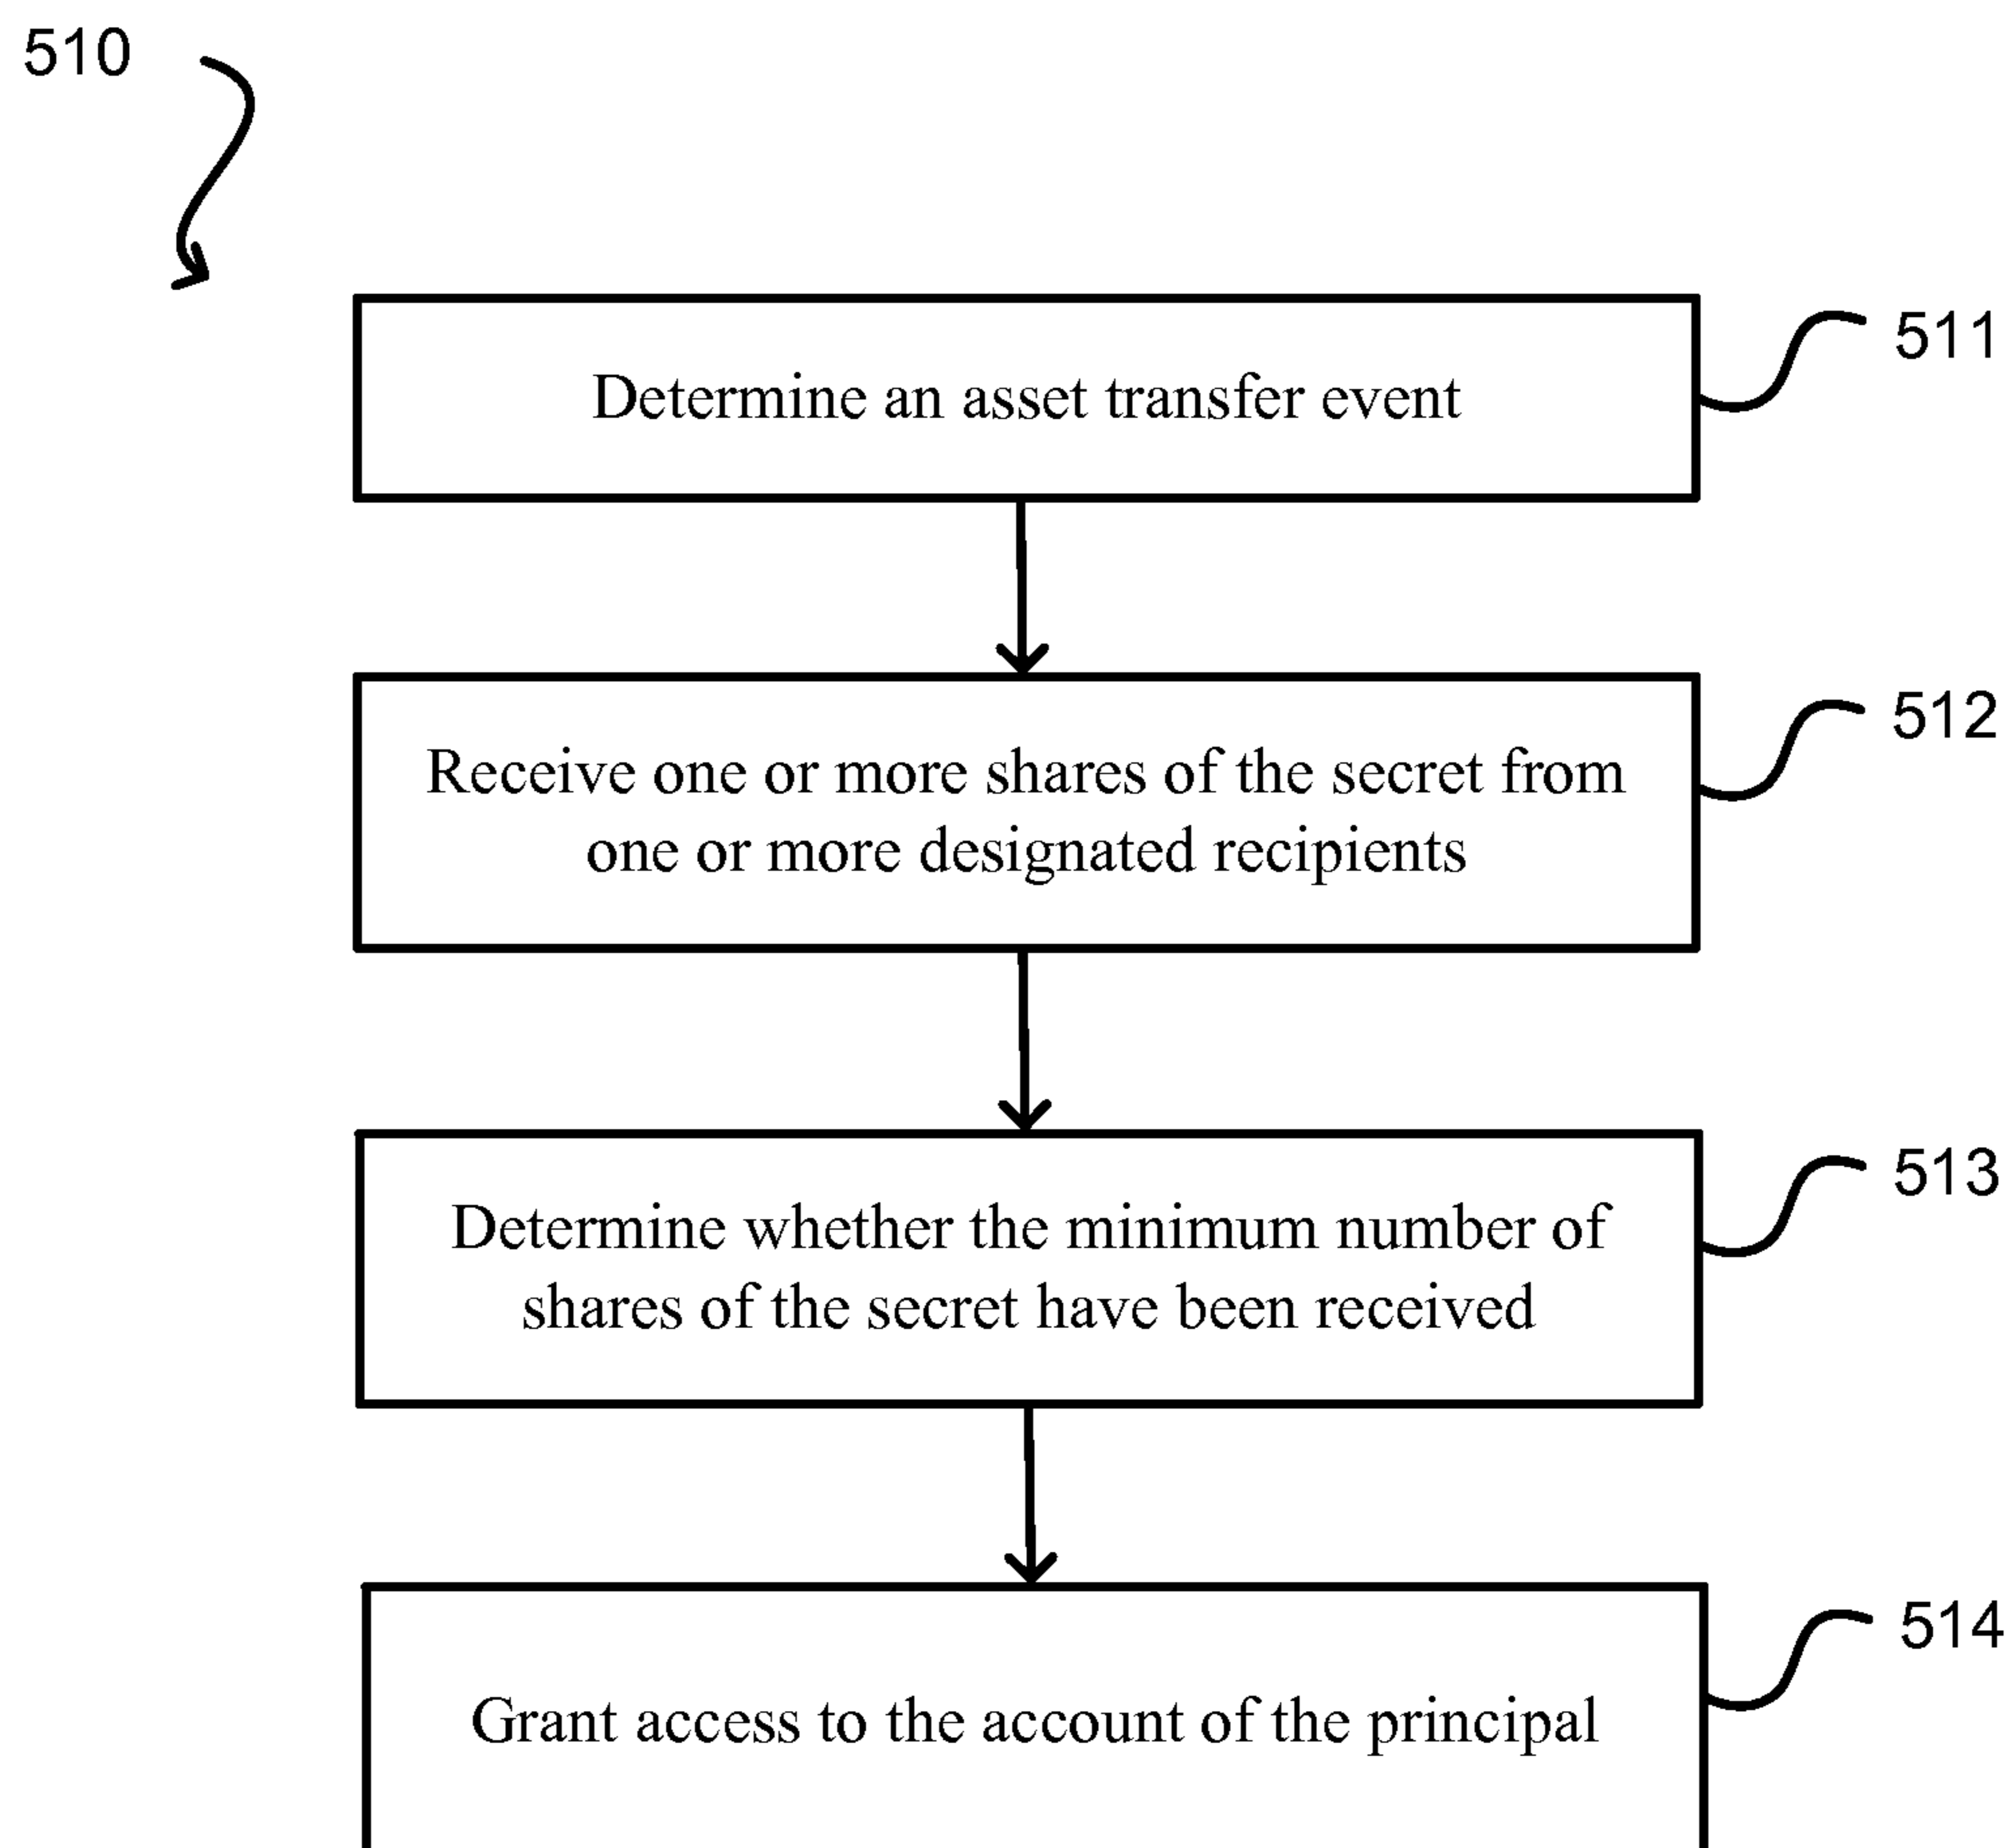 510
Determine an asset transfer event
511
Receive one or more shares of the secret from
one or more designated recipients
512
Determine whether the minimum number of
shares of the secret have been received
513
Grant access to the account of the principal
514